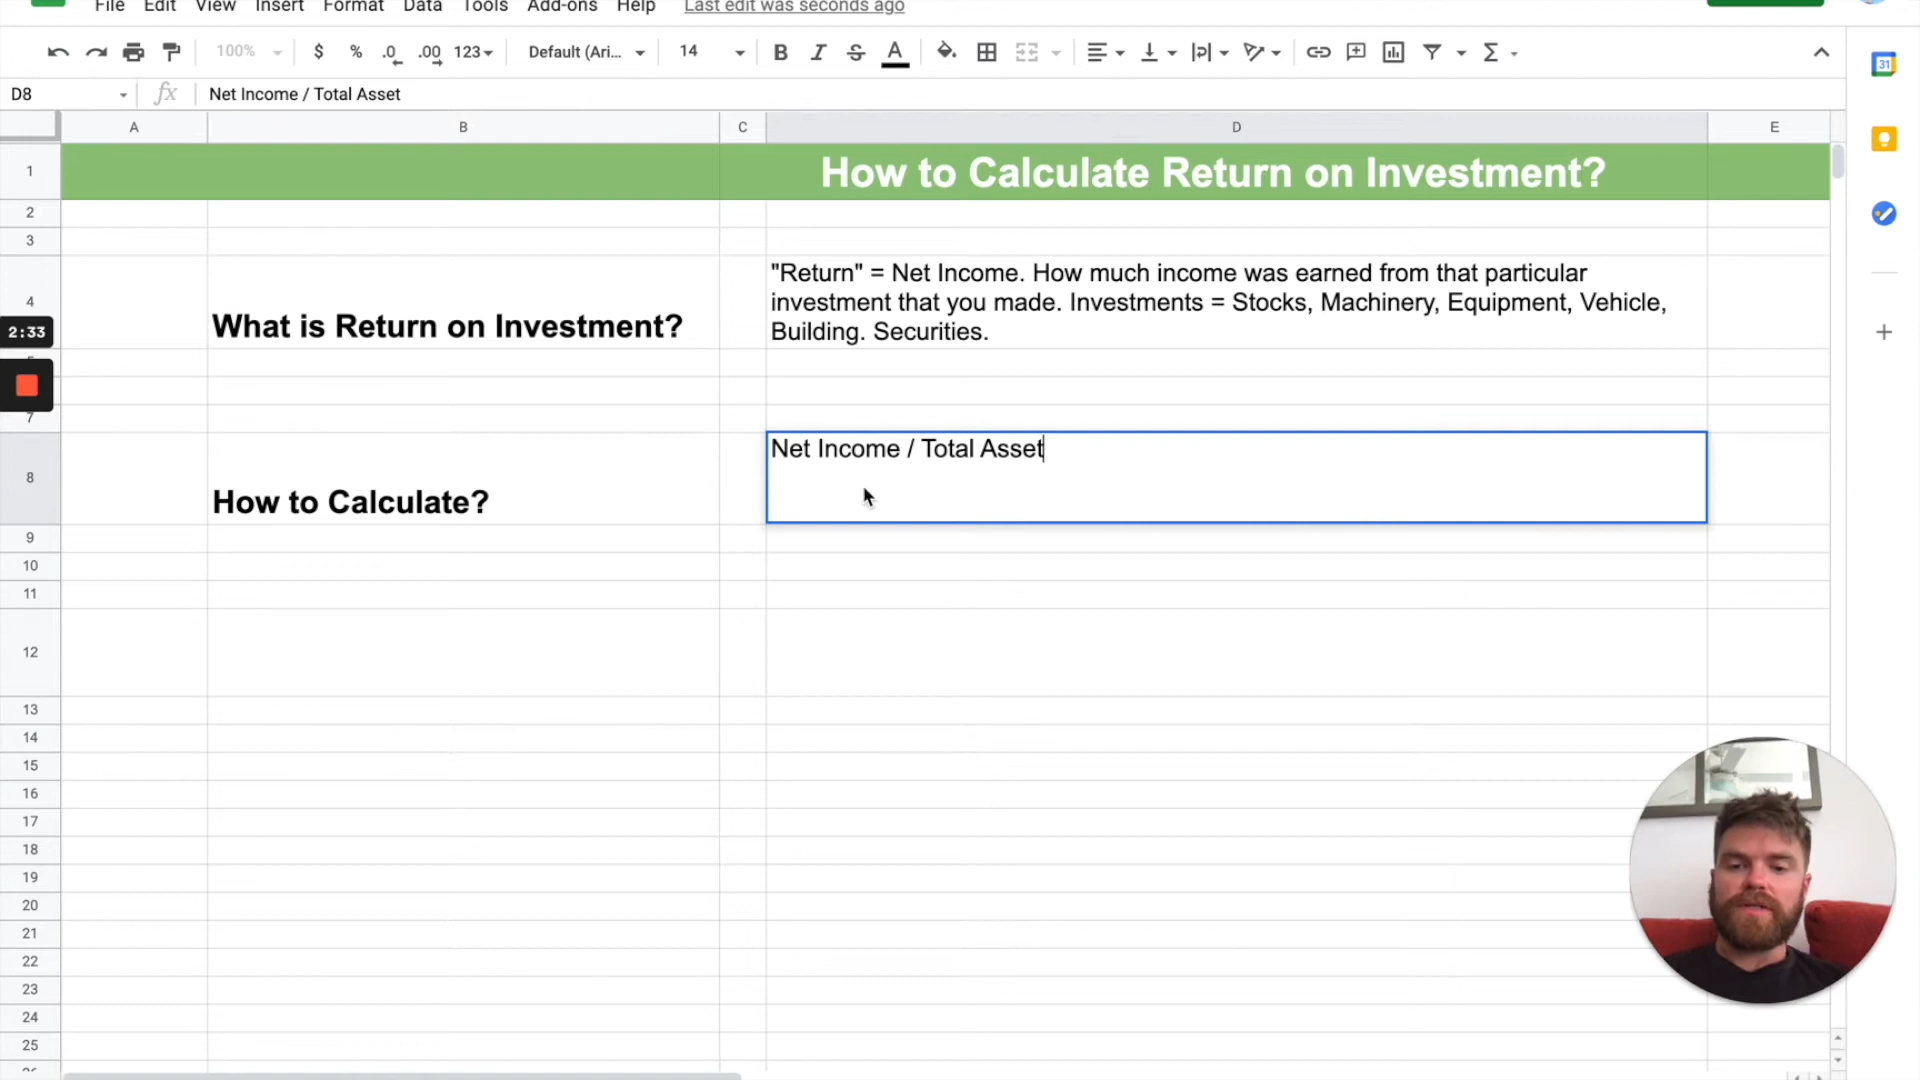 File Edit View Insert Format Data Tools Add-ons Help Last edit was seconds ago
100% $ % .0 .00 123 Default (Ari... 14 B I S A
31
D8 fx Net Income / Total Asset
A B C D E
1 How to Calculate Return on Investment?
2
3
"Return" = Net Income. How much income was earned from that particular
4 investment that you made. Investments = Stocks, Machinery, Equipment, Vehicle,
What is Return on Investment? Building. Securities.
2:33
7
Net Income / Total Asset
8
How to Calculate?
9
10
11
12
13
14
15
16
17
18
19
20
21
22
23
24
25